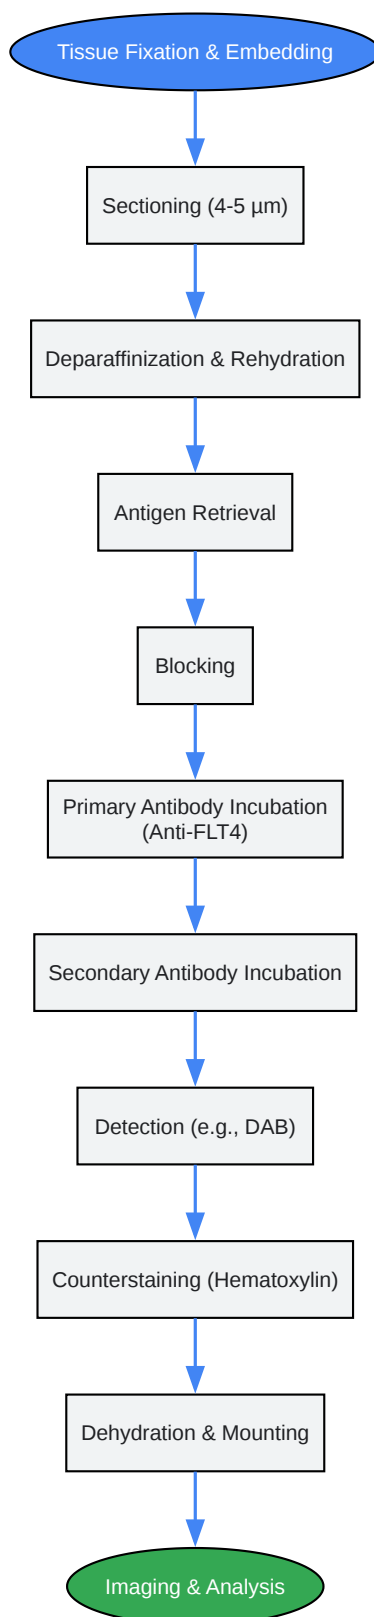 Tissue Fixation & Embedding
Sectioning (4-5 µm)
Deparaffinization & Rehydration
Antigen Retrieval
Blocking
Primary Antibody Incubation
(Anti-FLT4)
Secondary Antibody Incubation
Detection (e.g., DAB)
Counterstaining (Hematoxylin)
Dehydration & Mounting
Imaging & Analysis